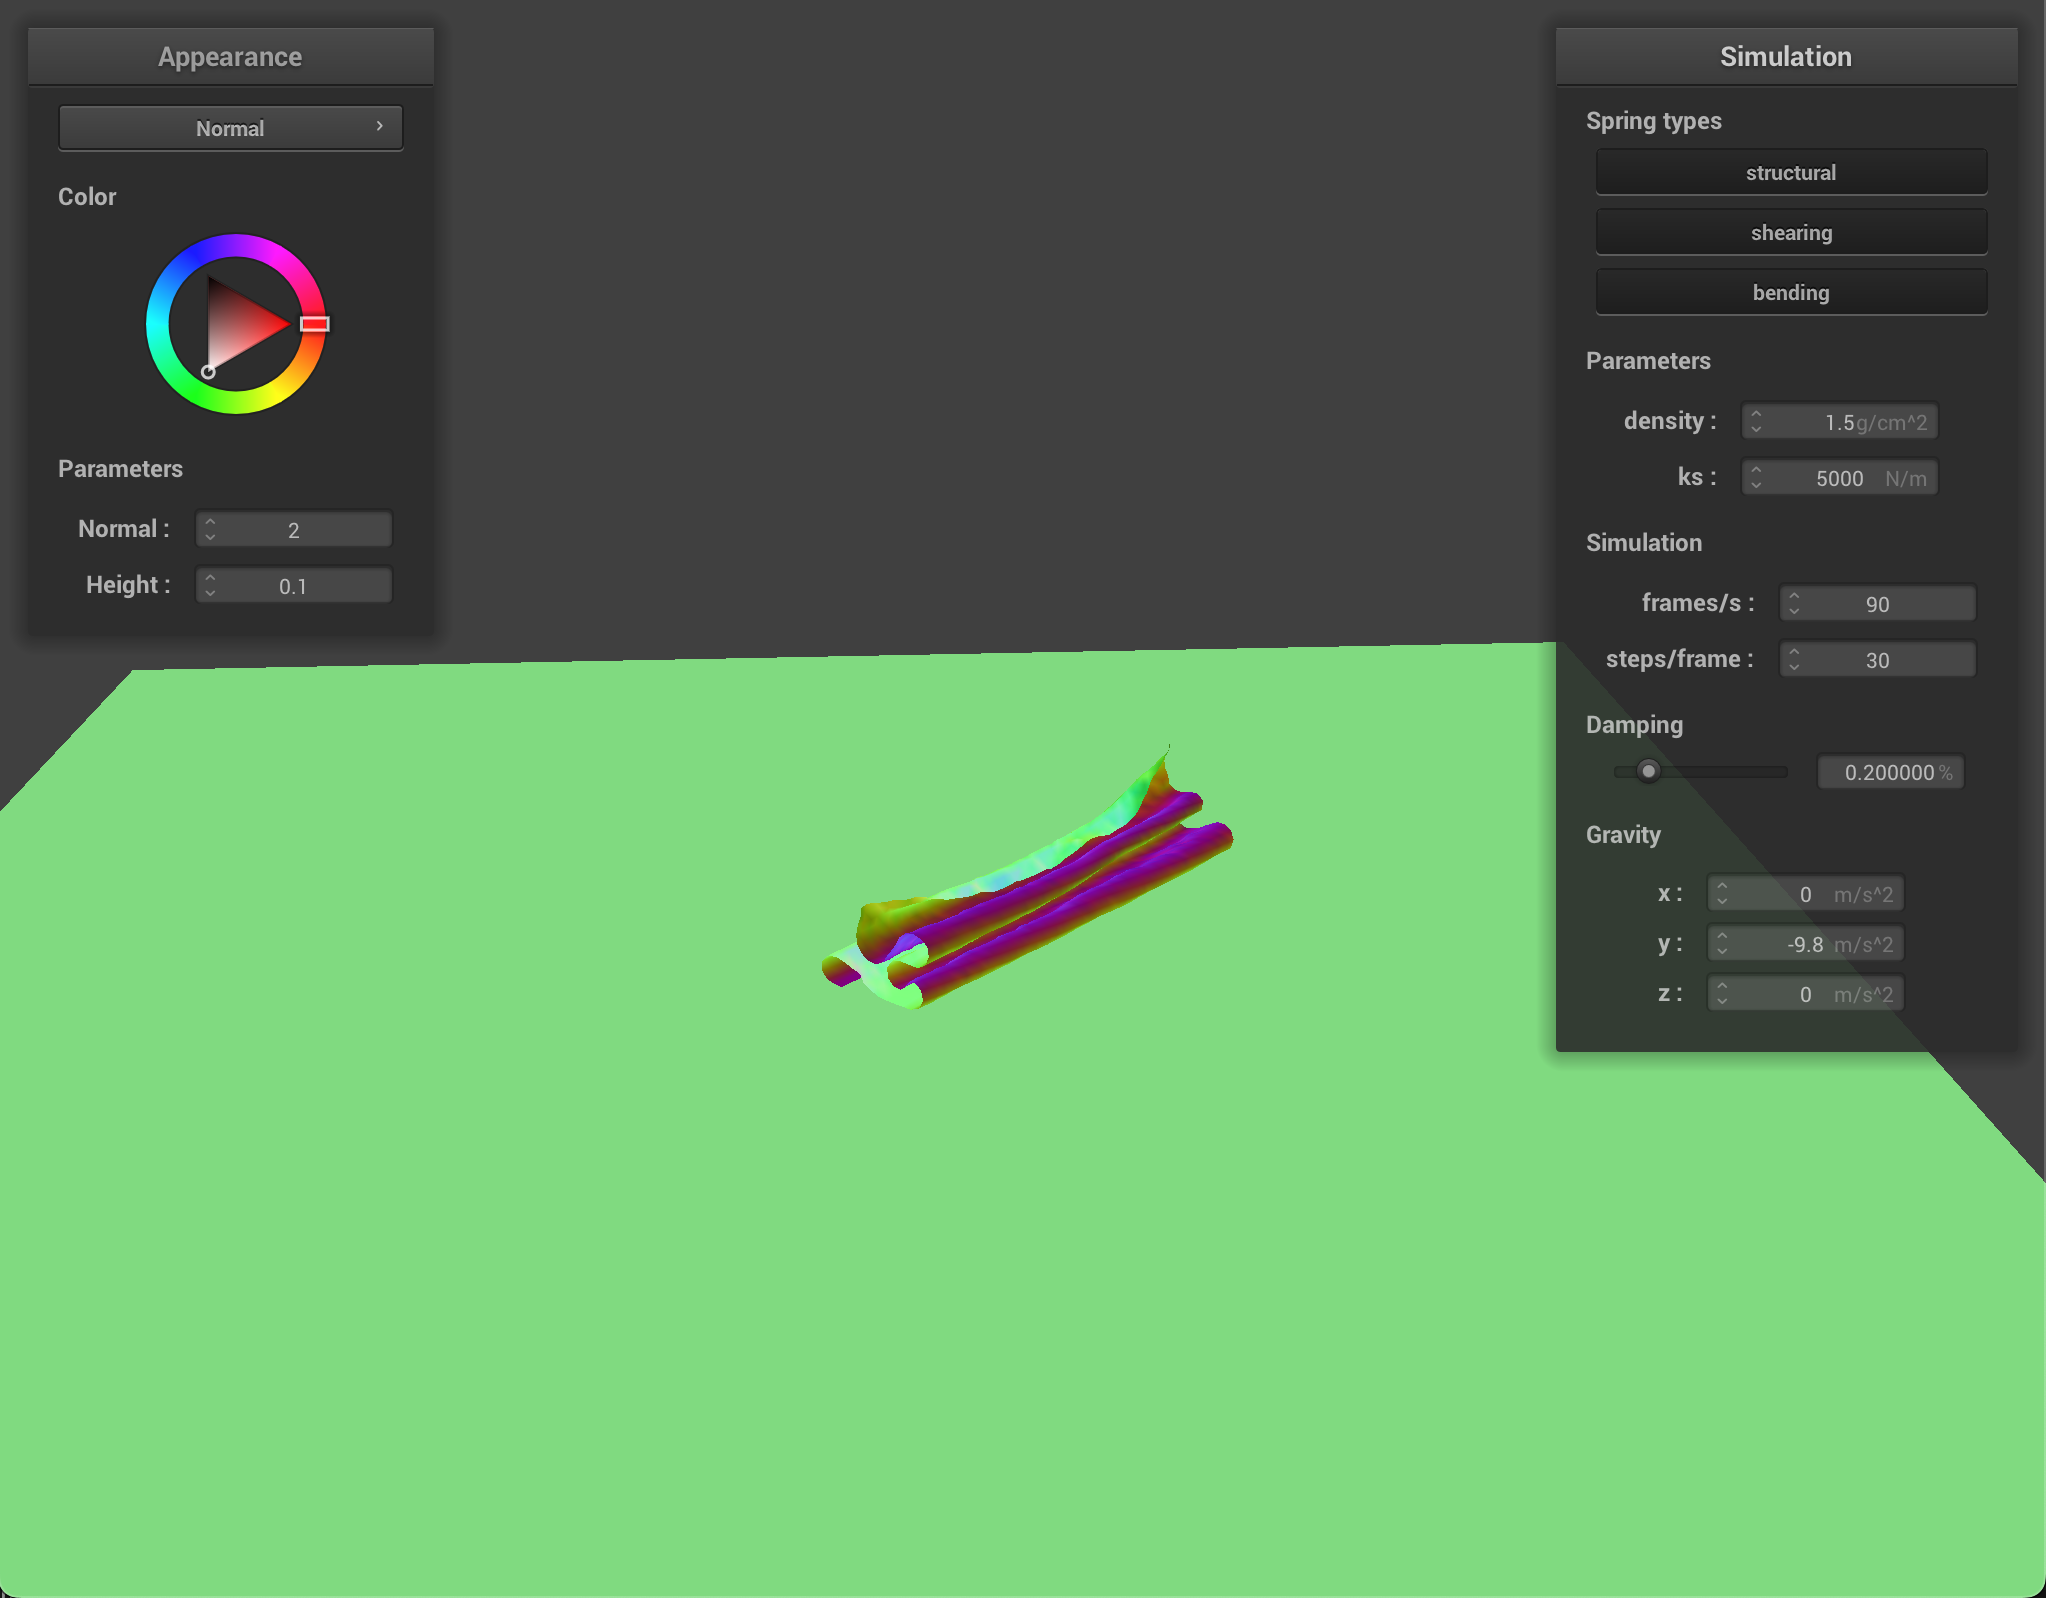 Appearance
Normal
Color
Parameters
Normal : 2
Height : 0.1
Simulation
Spring types
structural
shearing
bending
Parameters
density : 1.5 g/cm^2
ks : 5000 N/m
Simulation
frames/s : 90
steps/frame : 30
Damping
0.200000 %
Gravity
x : 0 m/s^2
y : -9.8 m/s^2
z : 0 m/s^2